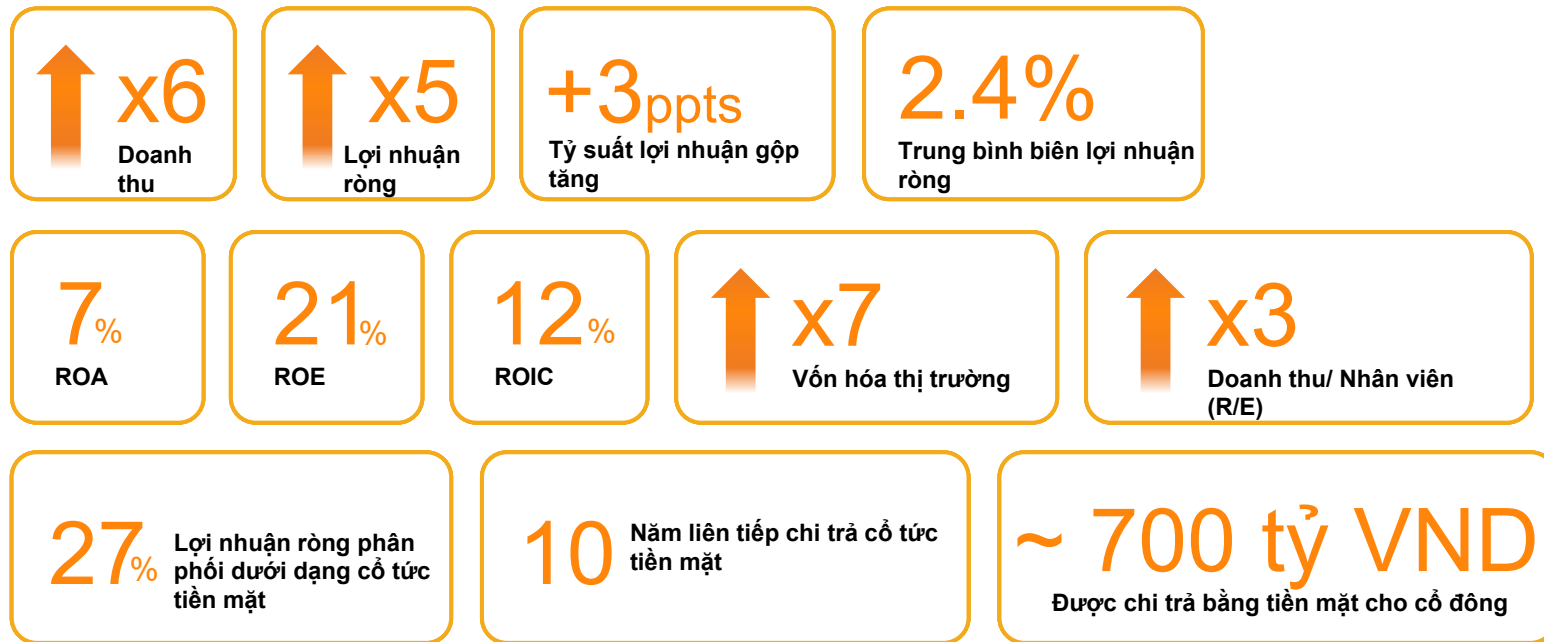 x6
Doanh
thu
x5
Lợi nhuận
ròng
+3ppts
Tỷ suất lợi nhuận gộp
tăng
2.4%
Trung bình biên lợi nhuận
ròng
7%
ROA
21%
ROE
12%
ROIC
x7
Vốn hóa thị trường
x3
Doanh thu/ Nhân viên
(R/E)
27%
Lợi nhuận ròng phân
phối dưới dạng cổ tức
tiền mặt
10
Năm liên tiếp chi trả cổ tức
tiền mặt
~ 700 tỷ VND
Được chi trả bằng tiền mặt cho cổ đông